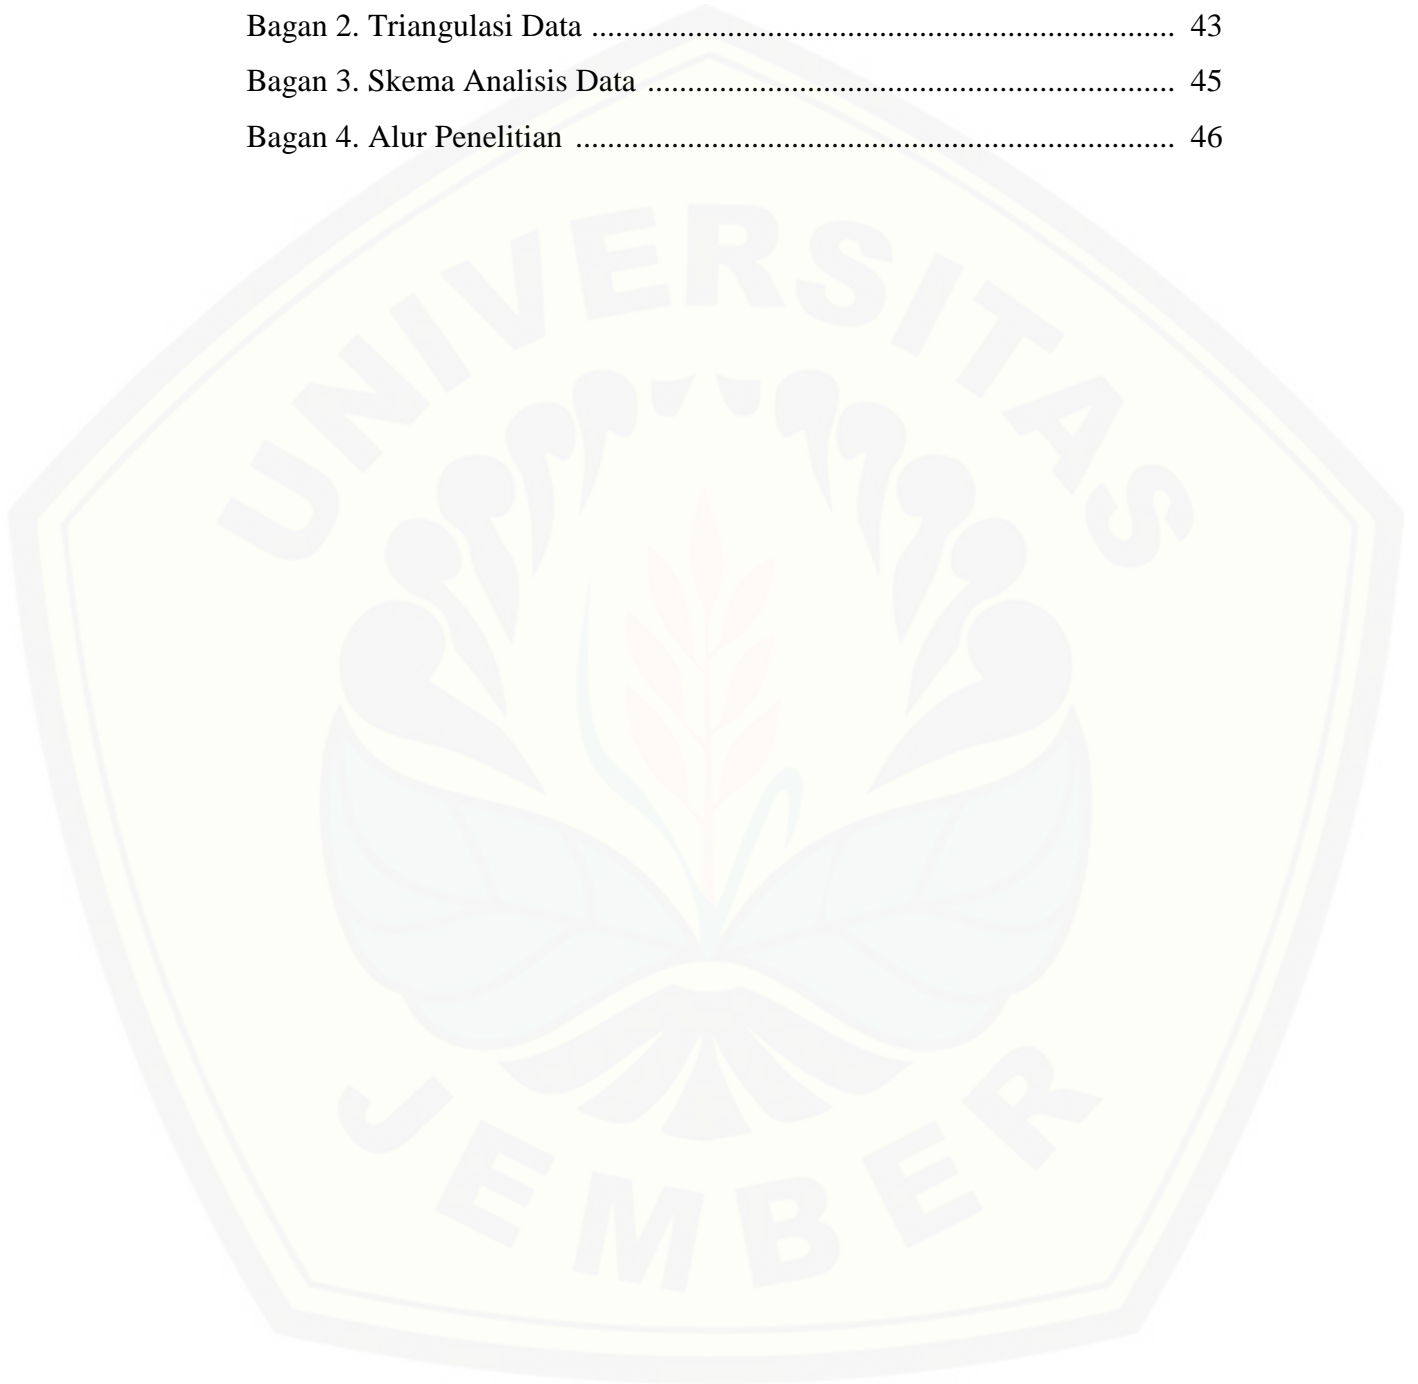 Bagan 2. Triangulasi Data ........................................................................ 43
Bagan 3. Skema Analisis Data ................................................................. 45
Bagan 4. Alur Penelitian .......................................................................... 46
UNIVERSITAS
JEMBER